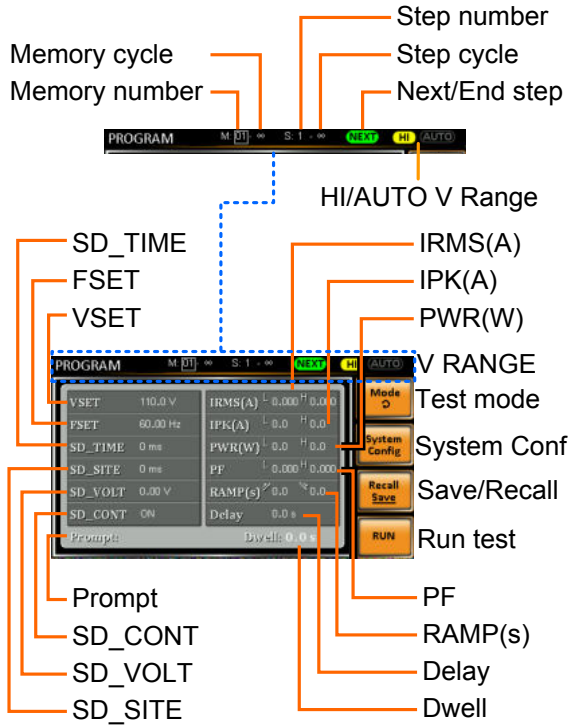 Step number
Memory cycle
Step cycle
Memory number
Next/End step
PROGRAM M: 01 - ∞ S: 1 - ∞ NEXT HI AUTO
HI/AUTO V Range
SD_TIME
IRMS(A)
FSET
IPK(A)
VSET
PWR(W)
PROGRAM M: 01 - ∞ S: 1 - ∞ NEXT HI AUTO
V RANGE
VSET 110.0 V IRMS(A) L 0.000 H 0.000
Mode
Test mode
FSET 60.00 Hz IPK(A) L 0.0 H 0.0
SD_TIME 0 ms PWR(W) L 0.0 H 0.0
System Config
System Conf
SD_SITE 0 ms PF L 0.000 H 0.000
Recall Save
Save/Recall
SD_VOLT 0.00 V RAMP(s) 0.0 0.0
SD_CONT ON Delay 0.0 s
RUN
Run test
Prompt: Dwell: 0.0 s
Prompt
PF
SD_CONT
RAMP(s)
SD_VOLT
Delay
SD_SITE
Dwell